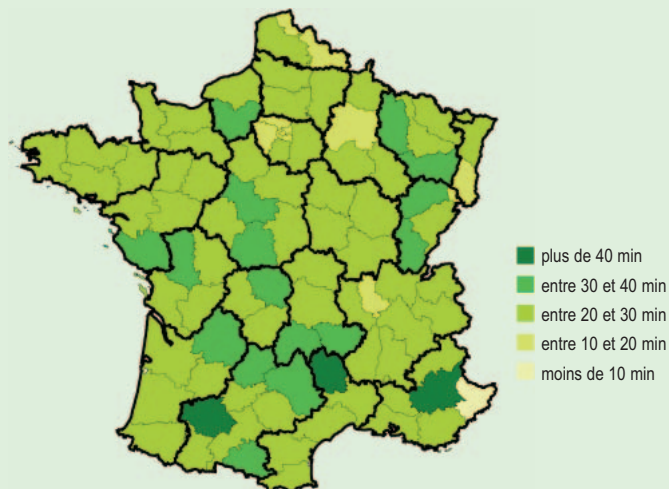 plus de 40 min
entre 30 et 40 min
entre 20 et 30 min
entre 10 et 20 min
moins de 10 min